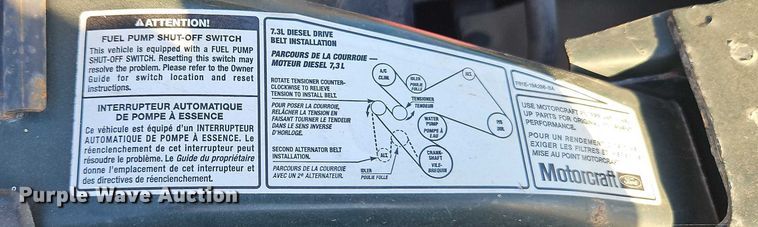 ⚠ATTENTION!
FUEL PUMP SHUT-OFF SWITCH
This vehicle is equipped with a FUEL PUMP
SHUT-OFF SWITCH. Resetting this switch may
resolve the problem. Please refer to the Owner
Guide for switch location and reset
instructions.
INTERRUPTEUR AUTOMATIQUE
DE POMPE À ESSENCE
Ce véhicule est équipé d'un INTERRUPTEUR
AUTOMATIQUE DE POMPE À ESSENCE. Le
réenclenchement de cet interrupteur peut
résoudre le problème. Le Guide du propriétaire
donne l'emplacement de cet interrupteur et
des directives de réenclenchement.
7.3L DIESEL DRIVE
BELT INSTALLATION
PARCOURS DE LA COURROIE —
MOTEUR DIESEL 7,3 L
ROTATE TENSIONER COUNTER-
CLOCKWISE TO RELIEVE
TENSION TO INSTALL BELT.
POUR POSER LA COURROIE,
RELÂCHER LA TENSION EN
FAISANT TOURNER LE TENDEUR
DANS LE SENS INVERSE
D'HORLOGE.
SECOND ALTERNATOR BELT
INSTALLATION.
PARCOURS DE LA COURROIE
AVEC UN 2e ALTERNATEUR.
A/C
CLIM.
IDLER
POULIE
FOLLE
ALT.
TENSIONER
TENDEUR
WATER
PUMP
POMPE À
EAU
P/S
DIR.
ALT.
IDLER
POULIE FOLLE
CRANK-
SHAFT
VILE-
BREQUIN
USE MOTORCRAFT
UP PARTS FOR
PERFORMANCE.
POUR UN RENDEMENT
EXIGER LES FILTRES ET
MISE AU POINT MOTORCRAFT
Motorcraft Ford
Purple Wave Auction